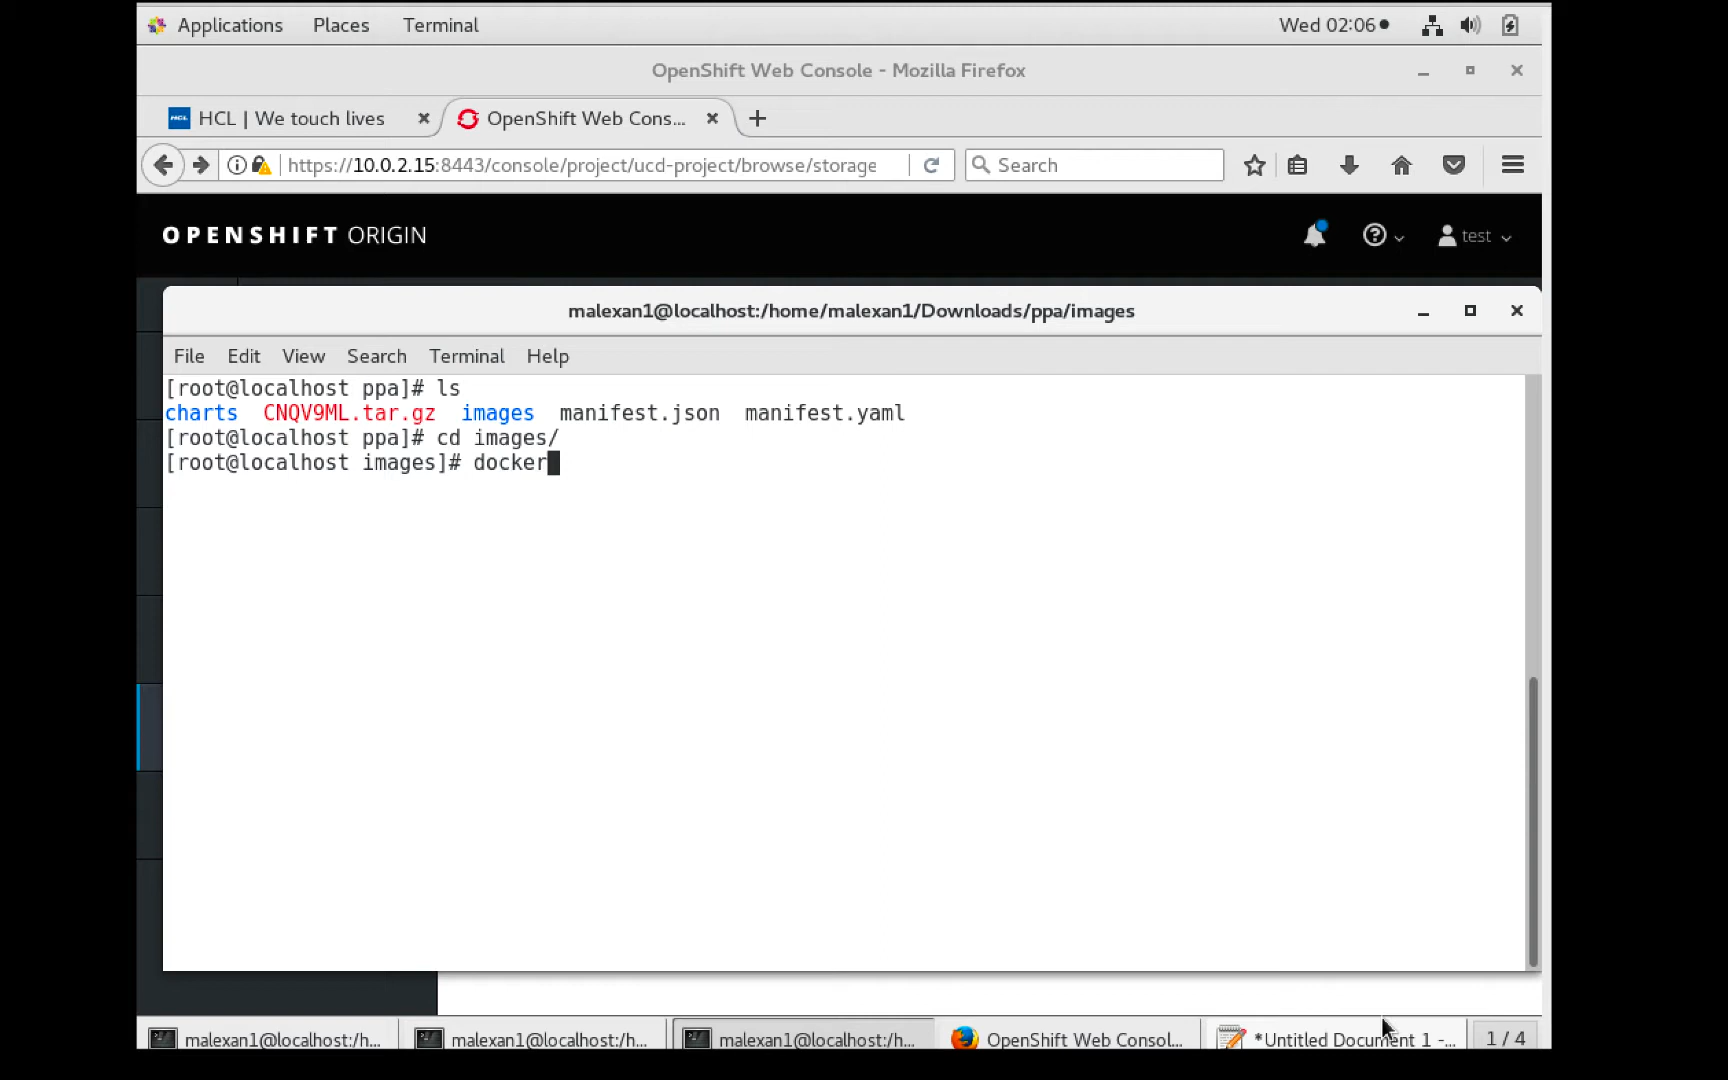 Applications Places Terminal Wed 02:06
OpenShift Web Console - Mozilla Firefox
HCL HCL | We touch lives OpenShift Web Cons...
https://10.0.2.15:8443/console/project/ucd-project/browse/storage Search
OPENSHIFT ORIGIN test
malexan1@localhost:/home/malexan1/Downloads/ppa/images
File Edit View Search Terminal Help
[root@localhost ppa]# ls
charts CNQV9ML.tar.gz images manifest.json manifest.yaml
[root@localhost ppa]# cd images/
[root@localhost images]# docker
malexan1@localhost:/h... malexan1@localhost:/h... malexan1@localhost:/h... OpenShift Web Consol... *Untitled Document 1 -... 1 / 4